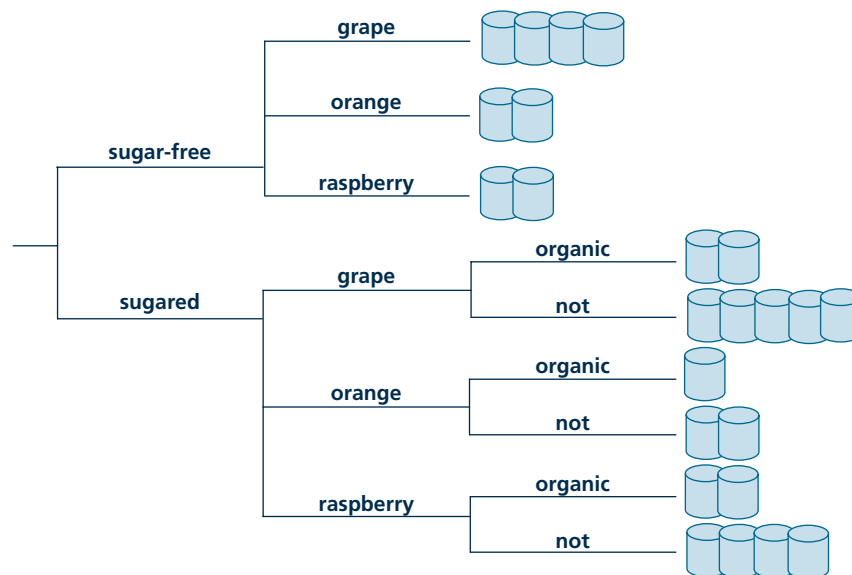 grape
orange
sugar-free
raspberry
organic
grape
sugared
not
organic
orange
not
organic
raspberry
not